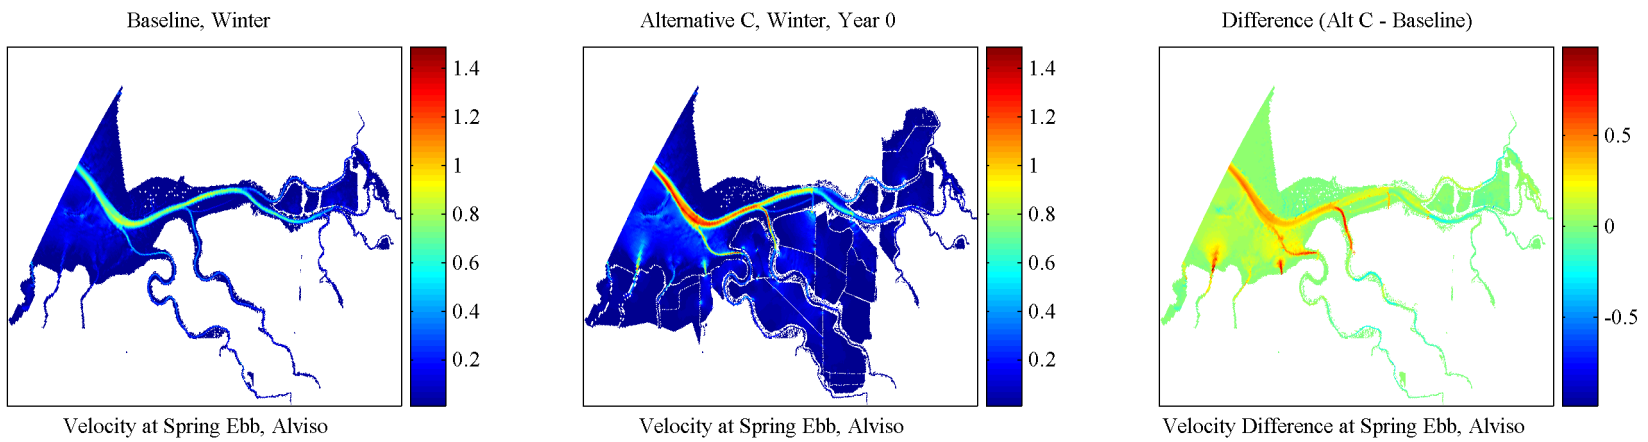 Baseline, Winter
Alternative C, Winter, Year 0
Difference (Alt C - Baseline)
1.4
1.2
1
0.8
0.6
0.4
0.2
1.4
1.2
1
0.8
0.6
0.4
0.2
0.5
0
-0.5
Velocity at Spring Ebb, Alviso
Velocity at Spring Ebb, Alviso
Velocity Difference at Spring Ebb, Alviso